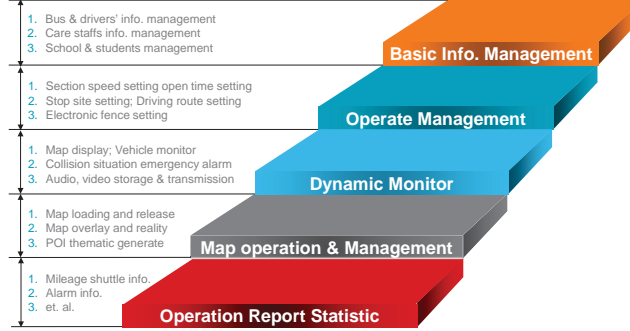 1. Bus & drivers' info. management
2. Care staffs info. management
3. School & students management
Basic Info. Management
1. Section speed setting open time setting
2. Stop site setting; Driving route setting
3. Electronic fence setting
Operate Management
1. Map display; Vehicle monitor
2. Collision situation emergency alarm
3. Audio, video storage & transmission
Dynamic Monitor
1. Map loading and release
2. Map overlay and reality
3. POI thematic generate
Map operation & Management
1. Mileage shuttle info.
2. Alarm info.
3. et. al.
Operation Report Statistic